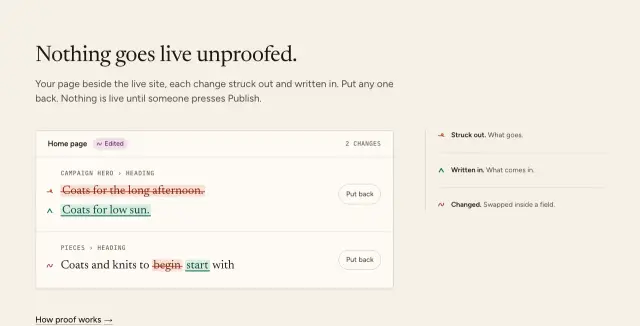 Nothing goes live unproofed.
Your page beside the live site, each change struck out and written in. Put any one
back. Nothing is live until someone presses Publish.
Home page
Edited
2 CHANGES
CAMPAIGN HERO › HEADING
Coats for the long afternoon.
Coats for low sun.
Put back
PIECES › HEADING
Coats and knits to begin start with
Put back
Struck out. What goes.
Written in. What comes in.
Changed. Swapped inside a field.
How proof works →